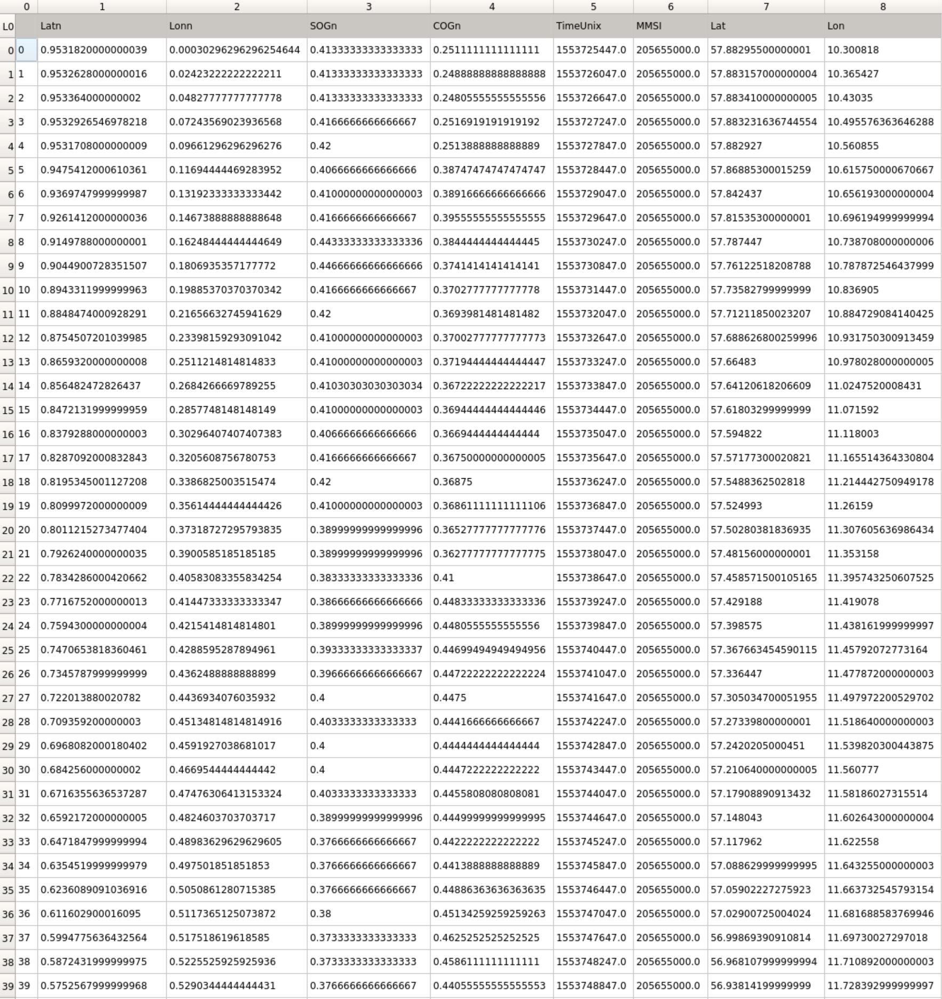 0 1 2 3 4 5 6 7 8
L0 Latn Lonn SOGn COGn TimeUnix MMSI Lat Lon
0 0 0.9531820000000039 0.00030296296296254644 0.41333333333333333 0.2511111111111111 1553725447.0 205655000.0 57.88295500000001 10.300818
1 1 0.9532628000000016 0.02423222222222211 0.41333333333333333 0.24888888888888888 1553726047.0 205655000.0 57.883157000000004 10.365427
2 2 0.953364000000002 0.04827777777777778 0.41333333333333333 0.24805555555555556 1553726647.0 205655000.0 57.883410000000005 10.43035
3 3 0.9532926546978218 0.07243569023936568 0.4166666666666667 0.2516919191919192 1553727247.0 205655000.0 57.883231636744554 10.495576363646288
4 4 0.9531708000000009 0.09661296296296276 0.42 0.2513888888888889 1553727847.0 205655000.0 57.882927 10.560855
5 5 0.9475412000610361 0.11694444469283952 0.4066666666666666 0.38747474747474747 1553728447.0 205655000.0 57.86885300015259 10.615750000670667
6 6 0.9369747999999987 0.13192333333333442 0.41000000000000003 0.38916666666666666 1553729047.0 205655000.0 57.842437 10.656193000000004
7 7 0.9261412000000036 0.14673888888888648 0.4166666666666667 0.39555555555555555 1553729647.0 205655000.0 57.81535300000001 10.696194999999994
8 8 0.9149788000000001 0.16248444444444649 0.44333333333333336 0.3844444444444445 1553730247.0 205655000.0 57.787447 10.738708000000006
9 9 0.9044900728351507 0.1806935357177772 0.44666666666666666 0.3741414141414141 1553730847.0 205655000.0 57.76122518208788 10.787872546437999
10 10 0.8943311999999963 0.19885370370370342 0.4166666666666667 0.3702777777777778 1553731447.0 205655000.0 57.73582799999999 10.836905
11 11 0.8848474000928291 0.21656632745941629 0.42 0.3693981481481482 1553732047.0 205655000.0 57.71211850023207 10.884729084140425
12 12 0.8754507201039985 0.23398159293091042 0.41000000000000003 0.37002777777777773 1553732647.0 205655000.0 57.688626800259996 10.931750300913459
13 13 0.8659320000000008 0.2511214814814833 0.41000000000000003 0.37194444444444447 1553733247.0 205655000.0 57.66483 10.978028000000005
14 14 0.856482472826437 0.2684266669789255 0.41030303030303034 0.36722222222222217 1553733847.0 205655000.0 57.64120618206609 11.0247520008431
15 15 0.8472131999999959 0.2857748148148149 0.41000000000000003 0.36944444444444446 1553734447.0 205655000.0 57.61803299999999 11.071592
16 16 0.8379288000000003 0.30296407407407383 0.4066666666666666 0.3669444444444444 1553735047.0 205655000.0 57.594822 11.118003
17 17 0.8287092000832843 0.3205608756780753 0.4166666666666667 0.36750000000000005 1553735647.0 205655000.0 57.57177300020821 11.165514364330804
18 18 0.8195345001127208 0.3386825003515474 0.42 0.36875 1553736247.0 205655000.0 57.5488362502818 11.214442750949178
19 19 0.8099972000000009 0.35614444444444426 0.41000000000000003 0.36861111111111106 1553736847.0 205655000.0 57.524993 11.26159
20 20 0.8011215273477404 0.37318727295793835 0.38999999999999996 0.36527777777777776 1553737447.0 205655000.0 57.50280381836935 11.307605636986434
21 21 0.7926240000000035 0.3900585185185185 0.38999999999999996 0.36277777777777775 1553738047.0 205655000.0 57.48156000000001 11.353158
22 22 0.7834286000420662 0.40583083355834254 0.38333333333333336 0.41 1553738647.0 205655000.0 57.458571500105165 11.395743250607525
23 23 0.7716752000000013 0.41447333333333347 0.38666666666666666 0.44833333333333336 1553739247.0 205655000.0 57.429188 11.419078
24 24 0.7594300000000004 0.4215414814814801 0.38999999999999996 0.4480555555555556 1553739847.0 205655000.0 57.398575 11.438161999999997
25 25 0.7470653818360461 0.4288595287894961 0.39333333333333337 0.44699494949494956 1553740447.0 205655000.0 57.367663454590115 11.45792072773164
26 26 0.7345787999999999 0.4362488888888899 0.39666666666666667 0.44722222222222224 1553741047.0 205655000.0 57.336447 11.477872000000003
27 27 0.722013880020782 0.4436934076035932 0.4 0.4475 1553741647.0 205655000.0 57.305034700051955 11.497972200529702
28 28 0.709359200000003 0.45134814814814916 0.4033333333333333 0.4441666666666667 1553742247.0 205655000.0 57.27339800000001 11.518640000000003
29 29 0.6968082000180402 0.4591927038681017 0.4 0.4444444444444444 1553742847.0 205655000.0 57.2420205000451 11.539820300443875
30 30 0.684256000000002 0.4669544444444442 0.4 0.4447222222222222 1553743447.0 205655000.0 57.210640000000005 11.560777
31 31 0.6716355636537287 0.47476306413153324 0.4033333333333333 0.4455808080808081 1553744047.0 205655000.0 57.17908890913432 11.58186027315514
32 32 0.6592172000000005 0.4824603703703717 0.38999999999999996 0.44499999999999995 1553744647.0 205655000.0 57.148043 11.602643000000004
33 33 0.6471847999999994 0.48983629629629605 0.3766666666666667 0.4422222222222222 1553745247.0 205655000.0 57.117962 11.622558
34 34 0.6354519999999979 0.497501851851853 0.3766666666666667 0.4413888888888889 1553745847.0 205655000.0 57.088629999999995 11.643255000000003
35 35 0.6236089091036916 0.5050861280715385 0.3766666666666667 0.44886363636363635 1553746447.0 205655000.0 57.05902227275923 11.663732545793154
36 36 0.611602900016095 0.5117365125073872 0.38 0.45134259259259263 1553747047.0 205655000.0 57.02900725004024 11.681688583769946
37 37 0.5994775636432564 0.517518619618585 0.3733333333333333 0.4625252525252525 1553747647.0 205655000.0 56.99869390910814 11.69730027297018
38 38 0.5872431999999975 0.5225525925925936 0.3733333333333333 0.4586111111111111 1553748247.0 205655000.0 56.968107999999994 11.710892000000003
39 39 0.5752567999999968 0.52903444444444431 0.3766666666666667 0.44055555555555553 1553748847.0 205655000.0 56.938141999999999 11.728392999999997